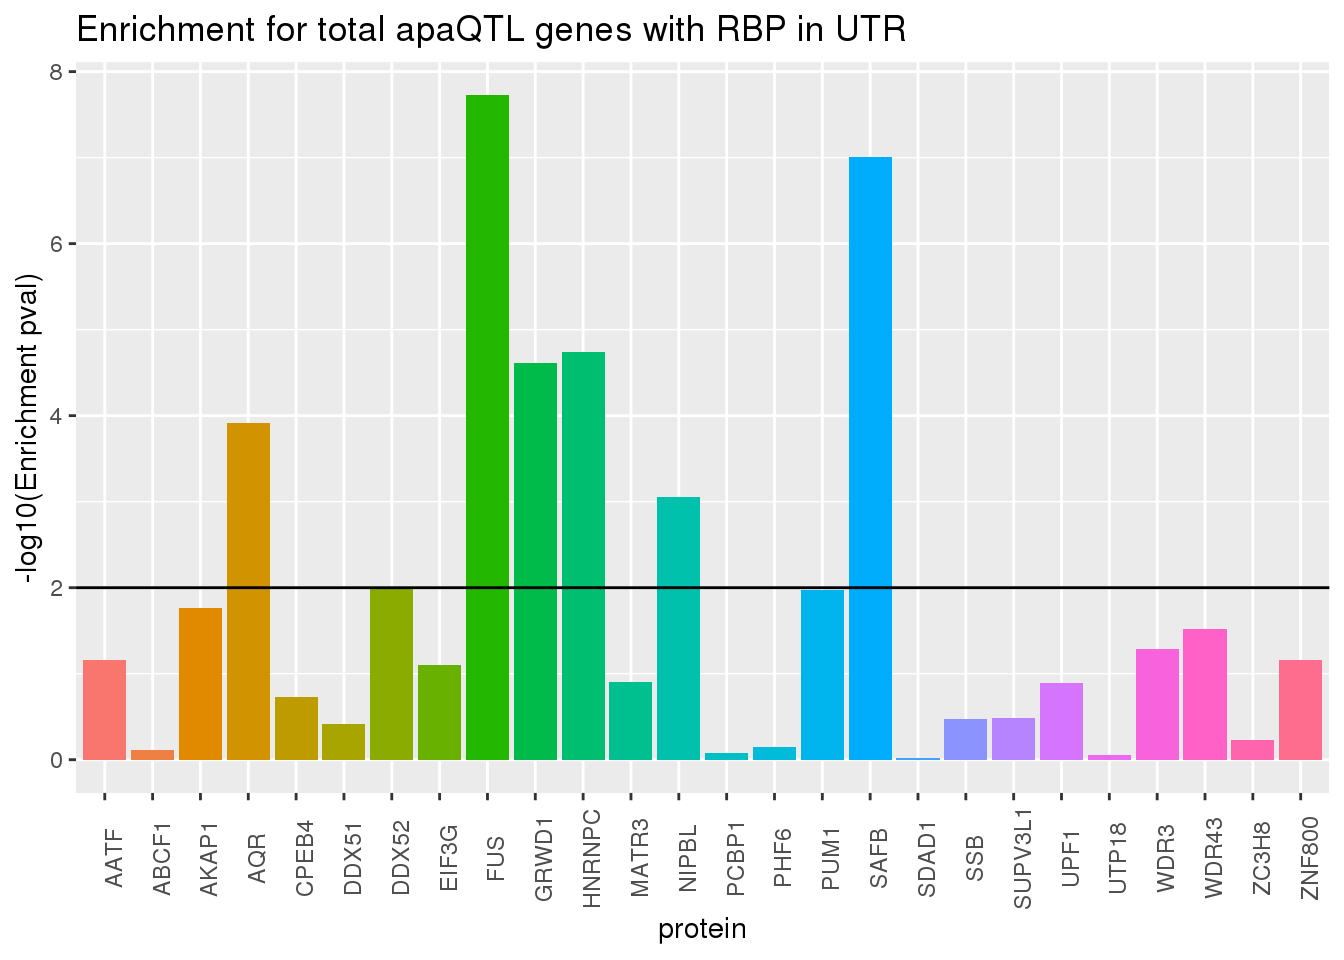 Enrichment for total apaQTL genes with RBP in UTR
-log10(Enrichment pval)
8
6
4
2
0
AATF
ABCF1
AKAP1
AQR
CPEB4
DDX51
DDX52
EIF3G
FUS
GRWD1
HNRNPC
MATR3
NIPBL
PCBP1
PHF6
PUM1
SAFB
SDAD1
SSB
SUPV3L1
UPF1
UTP18
WDR3
WDR43
ZC3H8
ZNF800
protein